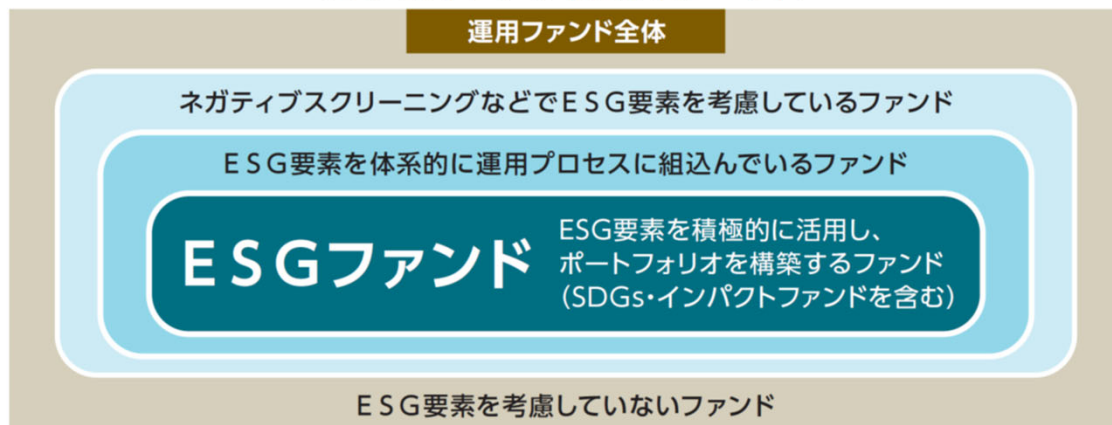 運用ファンド全体
ネガティブスクリーニングなどでＥＳＧ要素を考慮しているファンド
ＥＳＧ要素を体系的に運用プロセスに組込んでいるファンド
ＥＳＧファンド
ESG要素を積極的に活用し、
ポートフォリオを構築するファンド
（SDGs・インパクトファンドを含む）
ＥＳＧ要素を考慮していないファンド